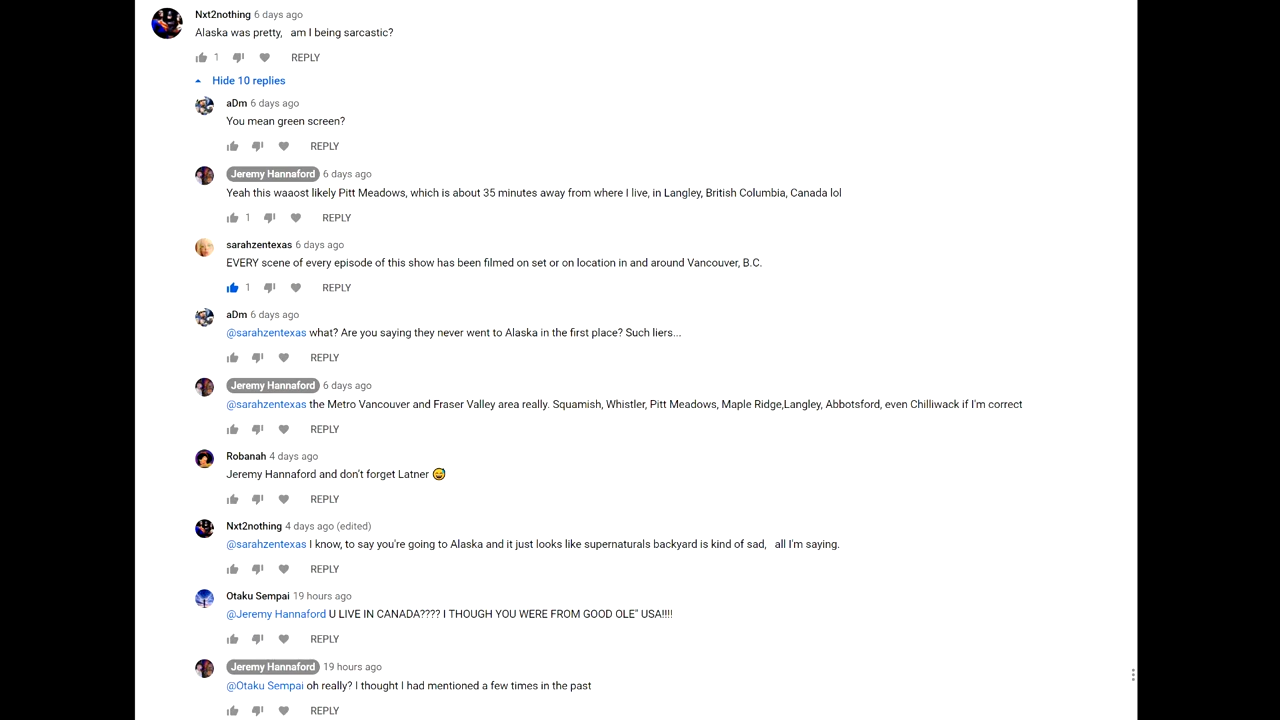 Nxt2nothing 6 days ago
Alaska was pretty, am I being sarcastic?
1 REPLY
Hide 10 replies
aDm 6 days ago
You mean green screen?
REPLY
Jeremy Hannaford 6 days ago
Yeah this waaost likely Pitt Meadows, which is about 35 minutes away from where I live, in Langley, British Columbia, Canada lol
1 REPLY
sarahzentexas 6 days ago
EVERY scene of every episode of this show has been filmed on set or on location in and around Vancouver, B.C.
1 REPLY
aDm 6 days ago
@sarahzentexas what? Are you saying they never went to Alaska in the first place? Such liers...
REPLY
Jeremy Hannaford 6 days ago
@sarahzentexas the Metro Vancouver and Fraser Valley area really. Squamish, Whistler, Pitt Meadows, Maple Ridge,Langley, Abbotsford, even Chilliwack if I'm correct
REPLY
Robanah 4 days ago
Jeremy Hannaford and don't forget Latner 😅
REPLY
Nxt2nothing 4 days ago (edited)
@sarahzentexas I know, to say you're going to Alaska and it just looks like supernaturals backyard is kind of sad, all I'm saying.
REPLY
Otaku Sempai 19 hours ago
@Jeremy Hannaford U LIVE IN CANADA???? I THOUGH YOU WERE FROM GOOD OLE" USA!!!!
REPLY
Jeremy Hannaford 19 hours ago
@Otaku Sempai oh really? I thought I had mentioned a few times in the past
REPLY